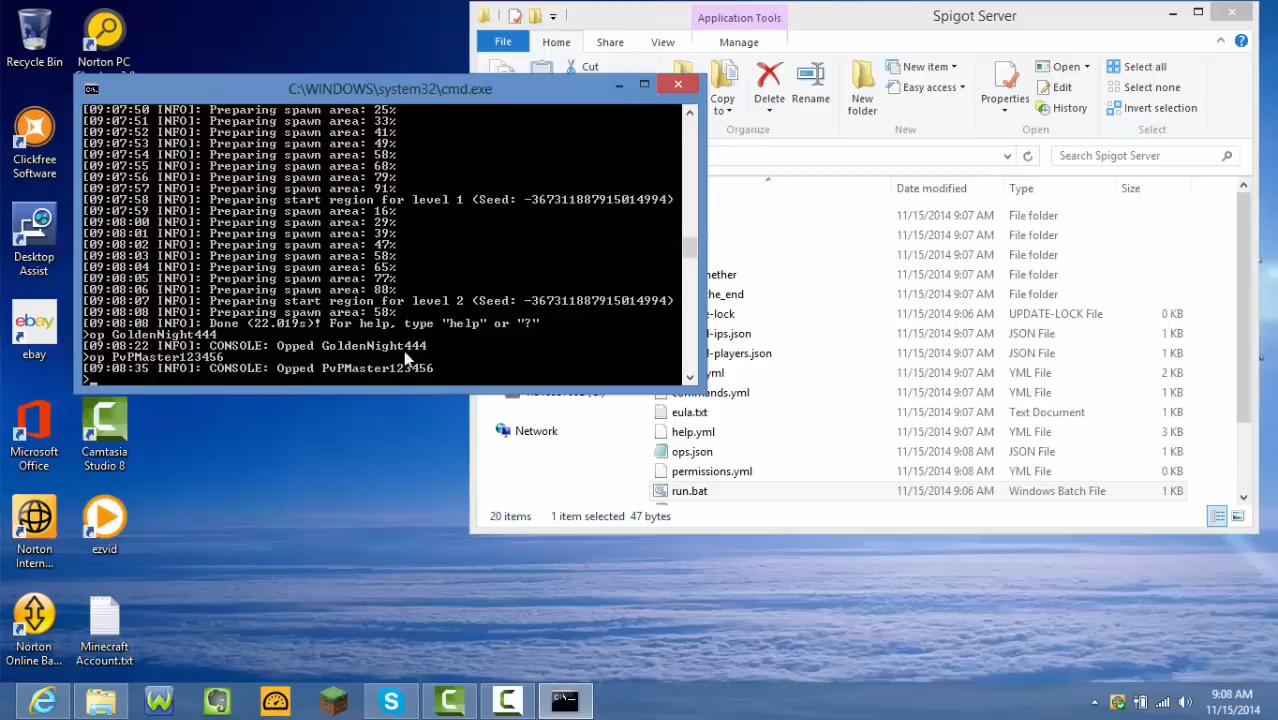 Recycle Bin
Norton PC
Clickfree
Software
Desktop
Assist
ebay
ebay
Microsoft
Office
Camtasia
Studio 8
Norton
Intern...
ezvid
Norton
Online Ba...
Minecraft
Account.txt
C:\WINDOWS\system32\cmd.exe
[09:07:50 INFO]: Preparing spawn area: 25%
[09:07:51 INFO]: Preparing spawn area: 33%
[09:07:52 INFO]: Preparing spawn area: 41%
[09:07:53 INFO]: Preparing spawn area: 49%
[09:07:54 INFO]: Preparing spawn area: 58%
[09:07:55 INFO]: Preparing spawn area: 68%
[09:07:56 INFO]: Preparing spawn area: 79%
[09:07:57 INFO]: Preparing spawn area: 91%
[09:07:58 INFO]: Preparing start region for level 1 (Seed: -367311887915014994)
[09:07:59 INFO]: Preparing spawn area: 16%
[09:08:00 INFO]: Preparing spawn area: 29%
[09:08:01 INFO]: Preparing spawn area: 39%
[09:08:02 INFO]: Preparing spawn area: 47%
[09:08:03 INFO]: Preparing spawn area: 58%
[09:08:04 INFO]: Preparing spawn area: 65%
[09:08:05 INFO]: Preparing spawn area: 77%
[09:08:06 INFO]: Preparing spawn area: 88%
[09:08:07 INFO]: Preparing start region for level 2 (Seed: -367311887915014994)
[09:08:08 INFO]: Preparing spawn area: 58%
[09:08:08 INFO]: Done (22.019s)! For help, type "help" or "?"
>op GoldenNight444
[09:08:22 INFO]: CONSOLE: Opped GoldenNight444
>op PvPMaster123456
[09:08:35 INFO]: CONSOLE: Opped PvPMaster123456
>_
Application Tools
Spigot Server
File
Home
Share
View
Manage
Cut
Copy
to
Delete
Rename
Organize
New
folder
New item
Easy access
New
Properties
Open
Edit
History
Open
Select all
Select none
Invert selection
Select
Search Spigot Server
Date modified
Type
Size
11/15/2014 9:07 AM File folder
11/15/2014 9:07 AM File folder
11/15/2014 9:07 AM File folder
ether 11/15/2014 9:07 AM File folder
he_end 11/15/2014 9:07 AM File folder
ock 11/15/2014 9:07 AM UPDATE-LOCK File 0 KB
-ips.json 11/15/2014 9:07 AM JSON File 1 KB
-players.json 11/15/2014 9:07 AM JSON File 1 KB
.yml 11/15/2014 9:07 AM YML File 2 KB
commands.yml 11/15/2014 9:07 AM YML File 1 KB
eula.txt 11/15/2014 9:07 AM Text Document 1 KB
help.yml 11/15/2014 9:07 AM YML File 3 KB
ops.json 11/15/2014 9:08 AM JSON File 1 KB
permissions.yml 11/15/2014 9:08 AM YML File 0 KB
run.bat 11/15/2014 9:06 AM Windows Batch File 1 KB
Network
20 items
1 item selected 47 bytes
9:08 AM
11/15/2014